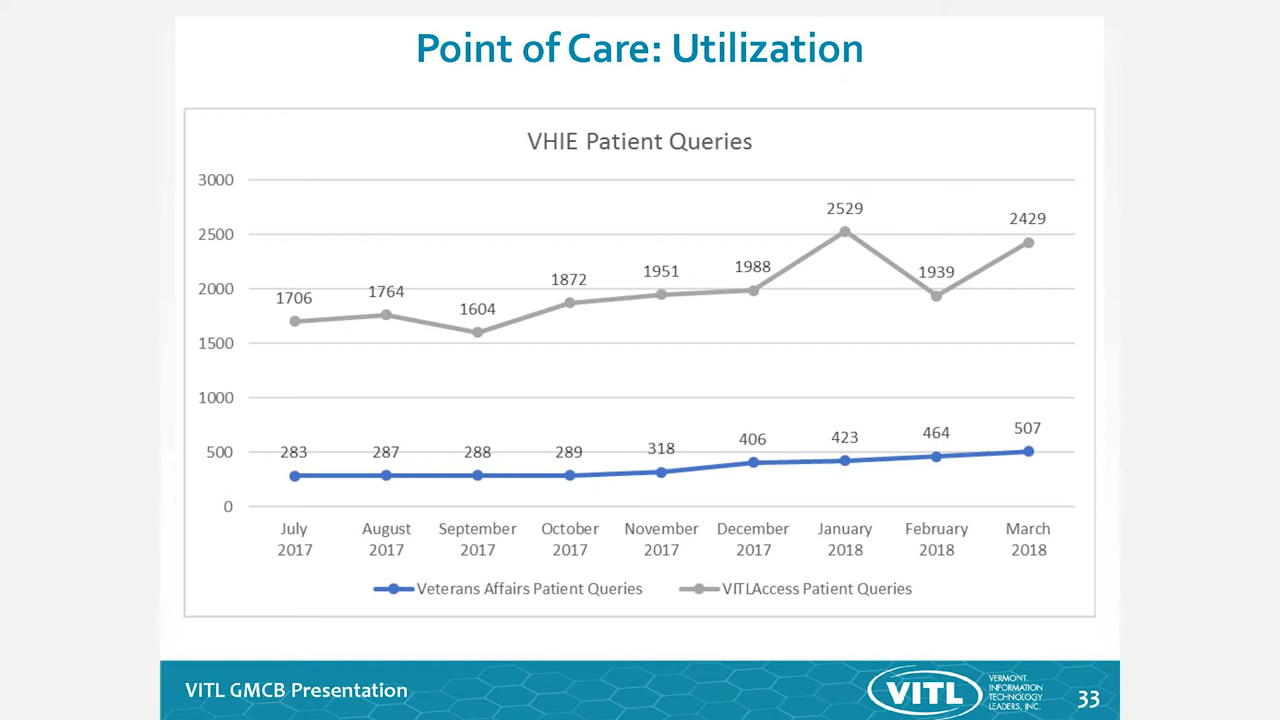 Point of Care: Utilization
VHIE Patient Queries
3000
2500
2000
1500
1000
500
0
1706
1764
1604
1872
1951
1988
2529
1939
2429
283
287
288
289
318
406
423
464
507
July 2017
August 2017
September 2017
October 2017
November 2017
December 2017
January 2018
February 2018
March 2018
Veterans Affairs Patient Queries
VITLAccess Patient Queries
VITL GMCB Presentation
VITL
VERMONT
INFORMATION
TECHNOLOGY
LEADERS, INC.
33